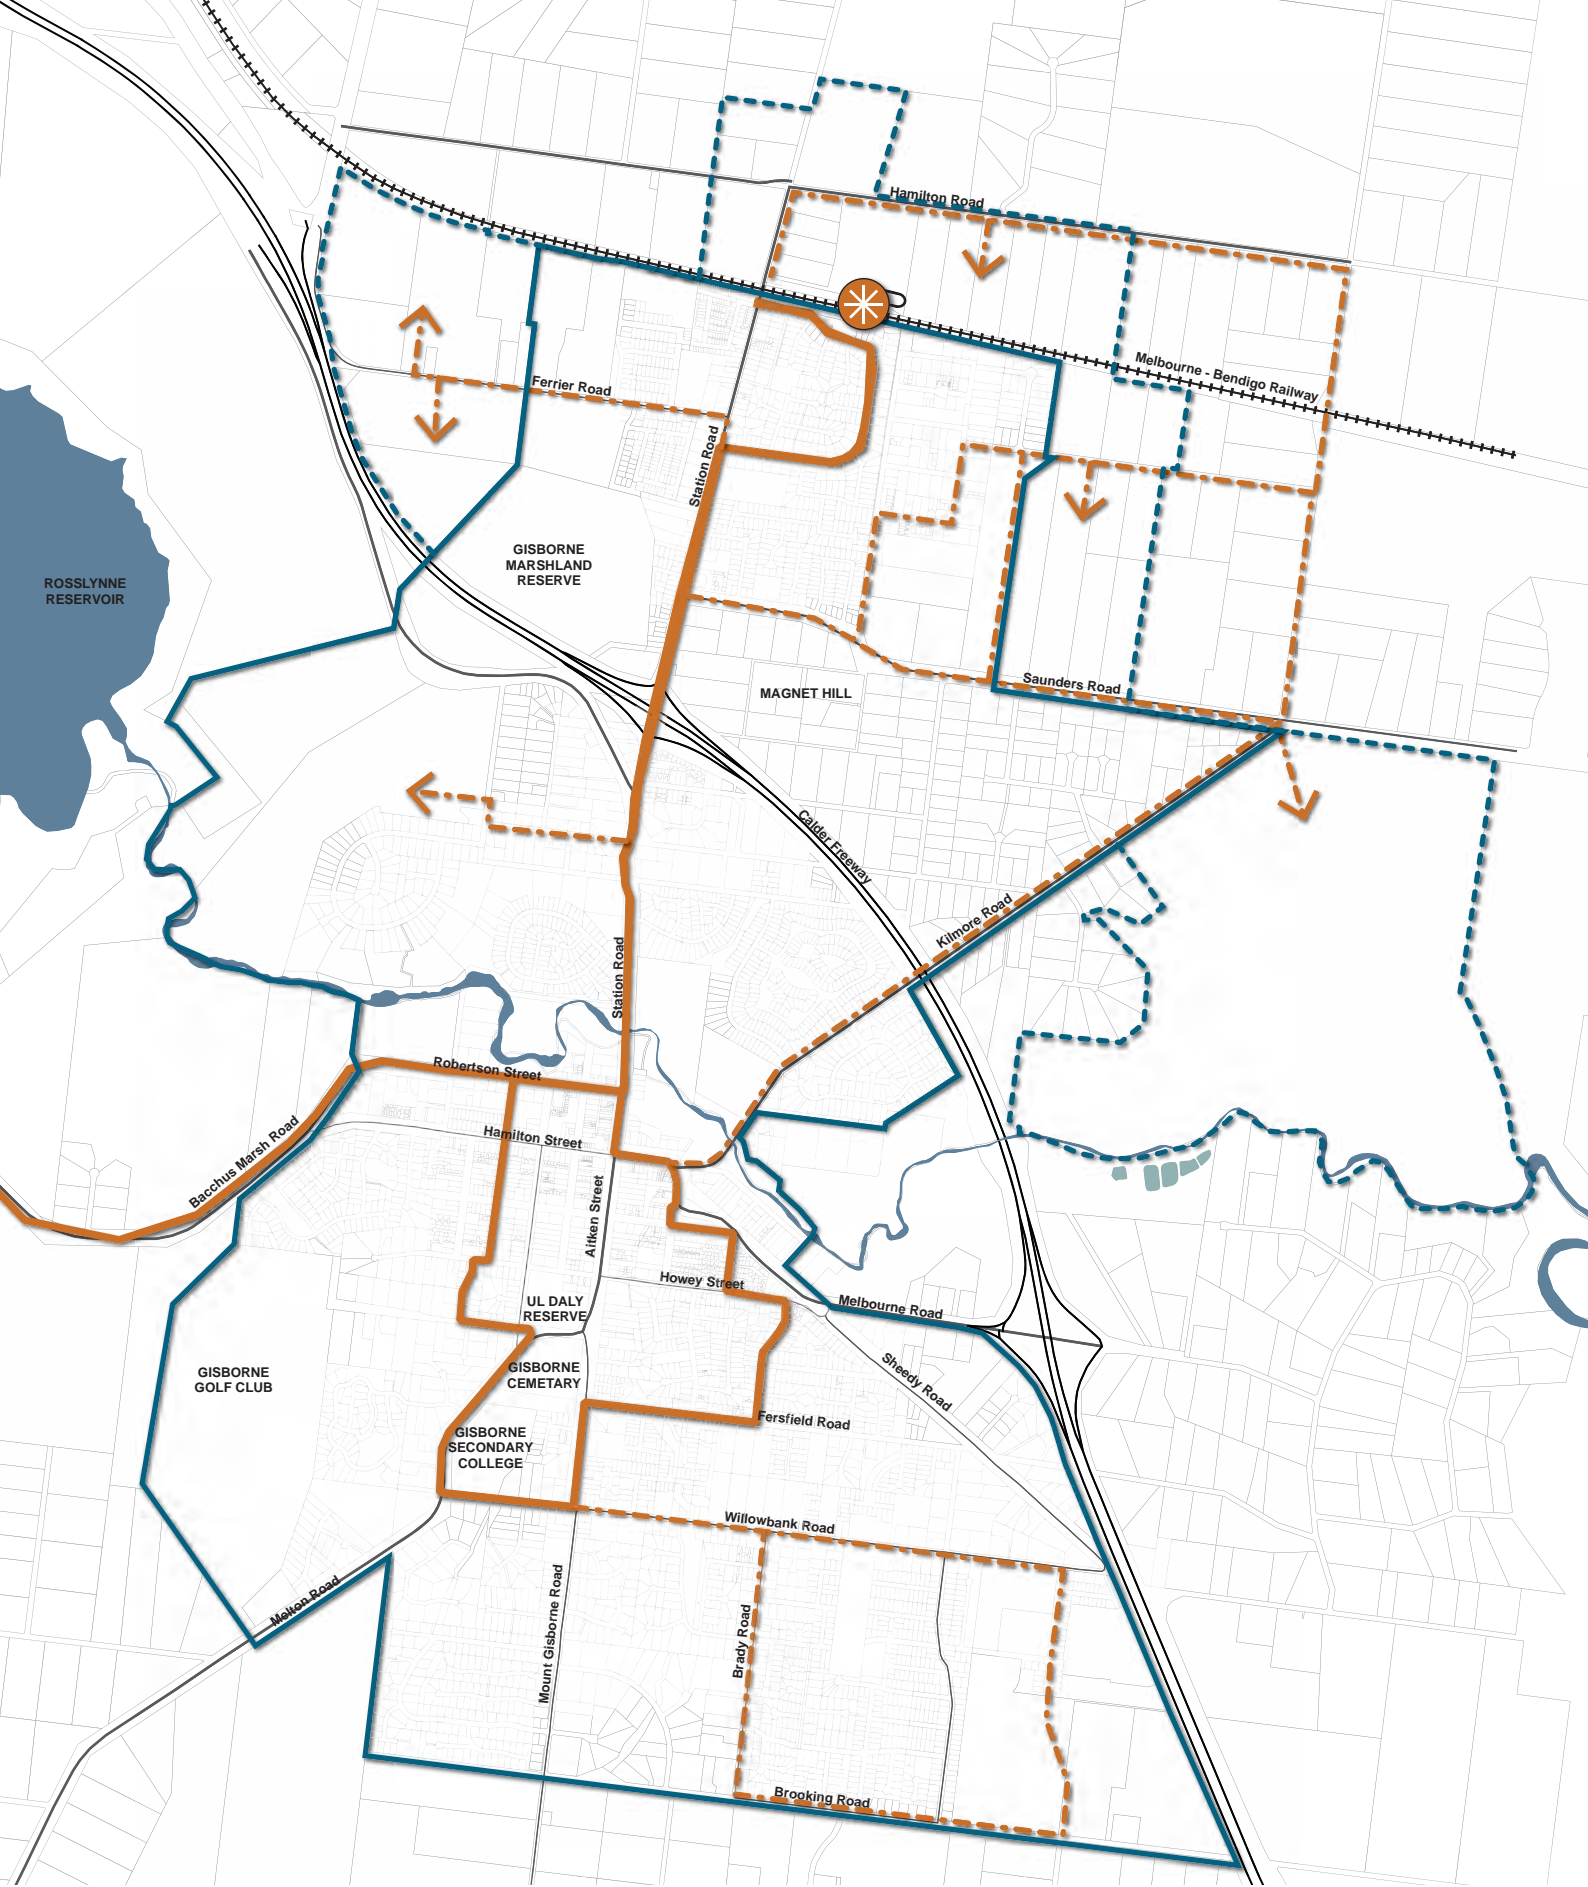 Hamilton Road
Melbourne - Bendigo Railway
Ferrier Road
Station Road
GISBORNE
MARSHLAND
RESERVE
ROSSLYNNE
RESERVOIR
MAGNET HILL
Saunders Road
Calder Freeway
Kilmore Road
Station Road
Robertson Street
Hamilton Street
Bacchus Marsh Road
Aitken Street
Howey Street
UL DALY
RESERVE
Melbourne Road
GISBORNE
GOLF CLUB
GISBORNE
CEMETARY
Sheedy Road
Fersfield Road
GISBORNE
SECONDARY
COLLEGE
Willowbank Road
Melton Road
Mount Gisborne Road
Brady Road
Brooking Road